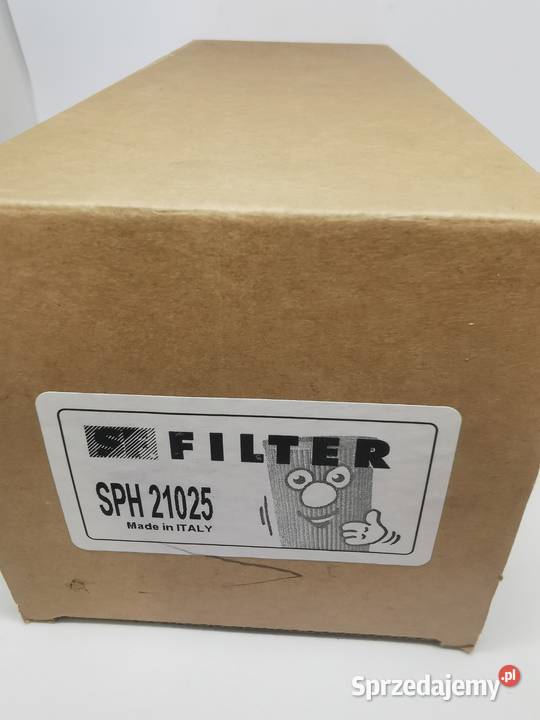 SF FILTER
SPH 21025
Made in ITALY
Sprzedajemy.pl